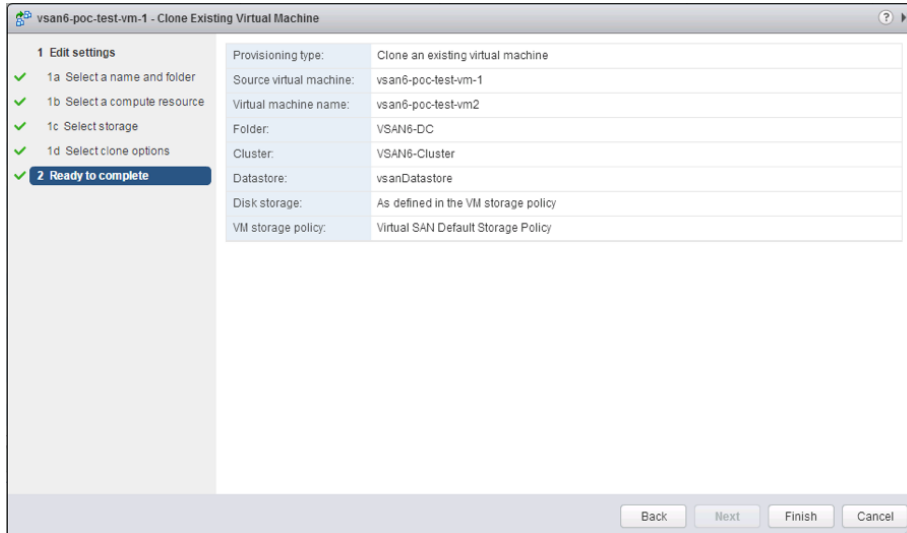 vsan6-poc-test-vm-1 - Clone Existing Virtual Machine
?
1 Edit settings
1a Select a name and folder
1b Select a compute resource
1c Select storage
1d Select clone options
2 Ready to complete
Provisioning type: Clone an existing virtual machine
Source virtual machine: vsan6-poc-test-vm-1
Virtual machine name: vsan6-poc-test-vm2
Folder: VSAN6-DC
Cluster: VSAN6-Cluster
Datastore: vsanDatastore
Disk storage: As defined in the VM storage policy
VM storage policy: Virtual SAN Default Storage Policy
Back Next Finish Cancel